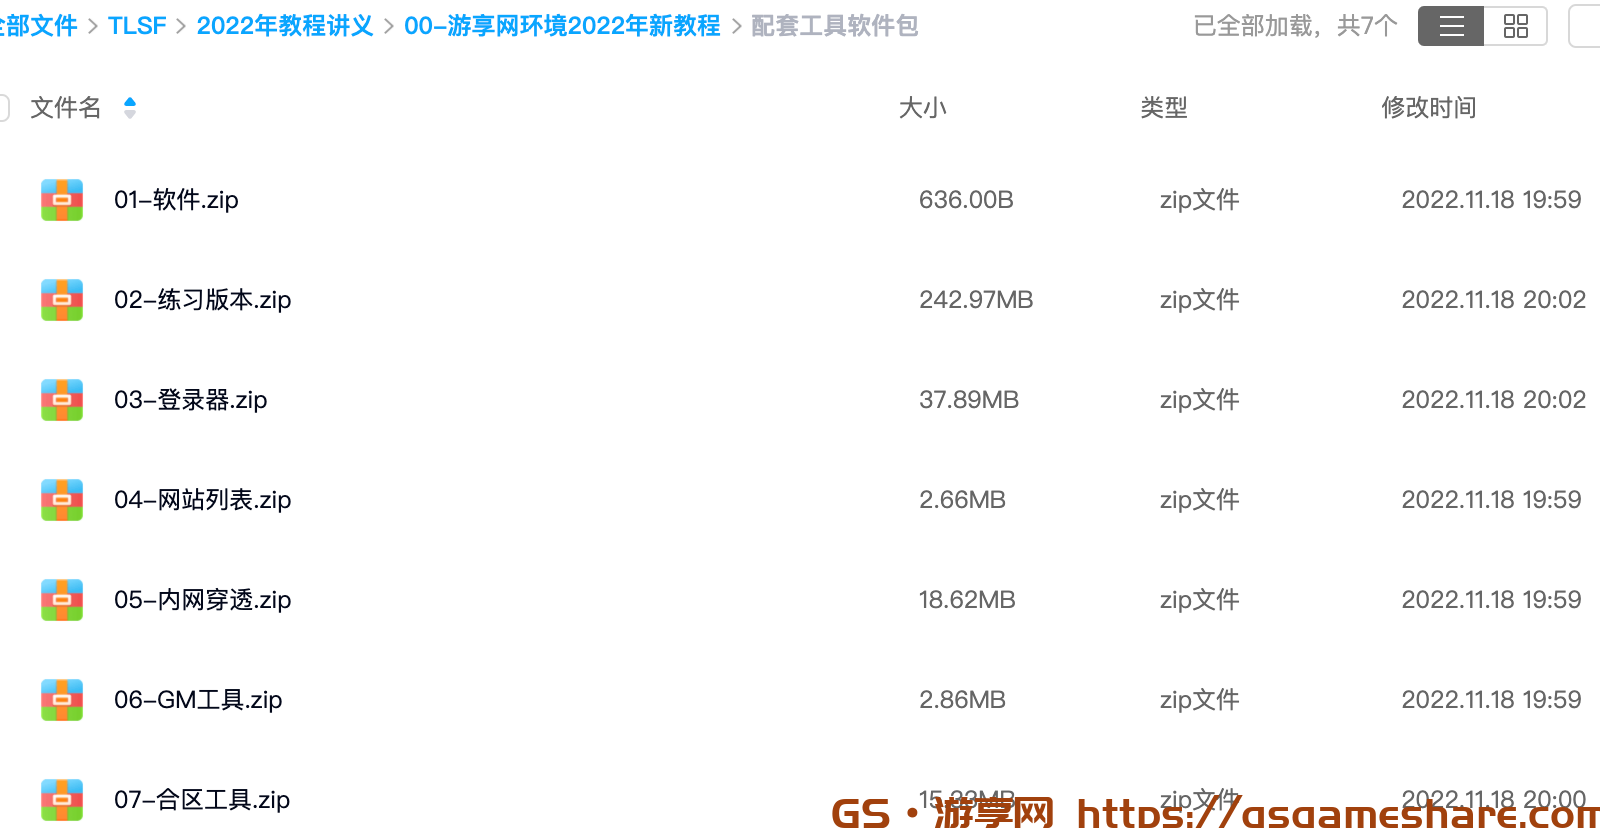 全部文件 > TLSF > 2022年教程讲义 > 00-游享网环境2022年新教程 > 配套工具软件包 已全部加载，共7个
文件名 大小 类型 修改时间
01-软件.zip 636.00B zip文件 2022.11.18 19:59
02-练习版本.zip 242.97MB zip文件 2022.11.18 20:02
03-登录器.zip 37.89MB zip文件 2022.11.18 20:02
04-网站列表.zip 2.66MB zip文件 2022.11.18 19:59
05-内网穿透.zip 18.62MB zip文件 2022.11.18 19:59
06-GM工具.zip 2.86MB zip文件 2022.11.18 19:59
07-合区工具.zip 15.23MB zip文件 2022.11.18 20:00
GS·游享网 https://gsgameshare.com